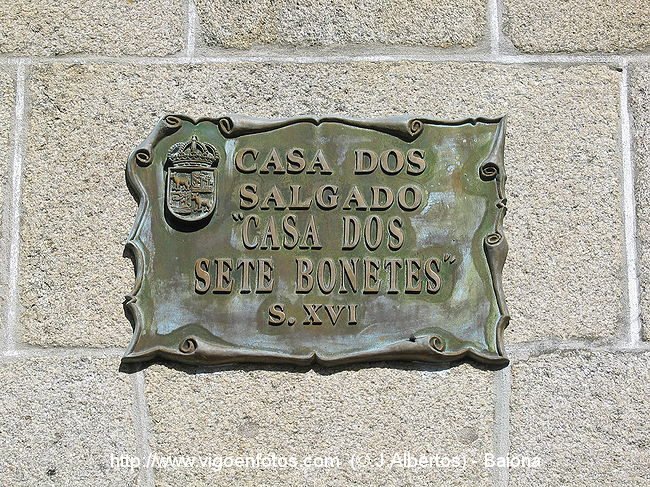 CASA DOS
SALGADO
"CASA DOS
SETE BONETES"
S. XVI
http://www.vigoenfotos.com (© J.Albertos) - Baiona